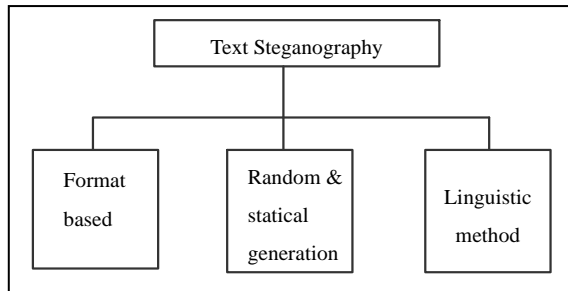 Text Steganography
Format
based
Random &
statical
generation
Linguistic
method